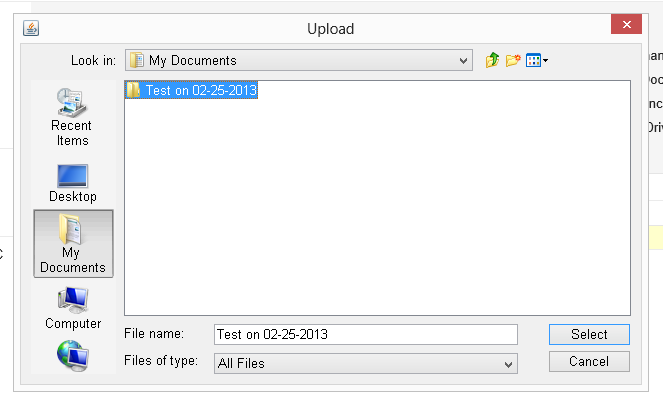 Upload
Look in:
My Documents
Test on 02-25-2013
Recent
Items
Desktop
My
Documents
Computer
File name:
Test on 02-25-2013
Select
Files of type:
All Files
Cancel